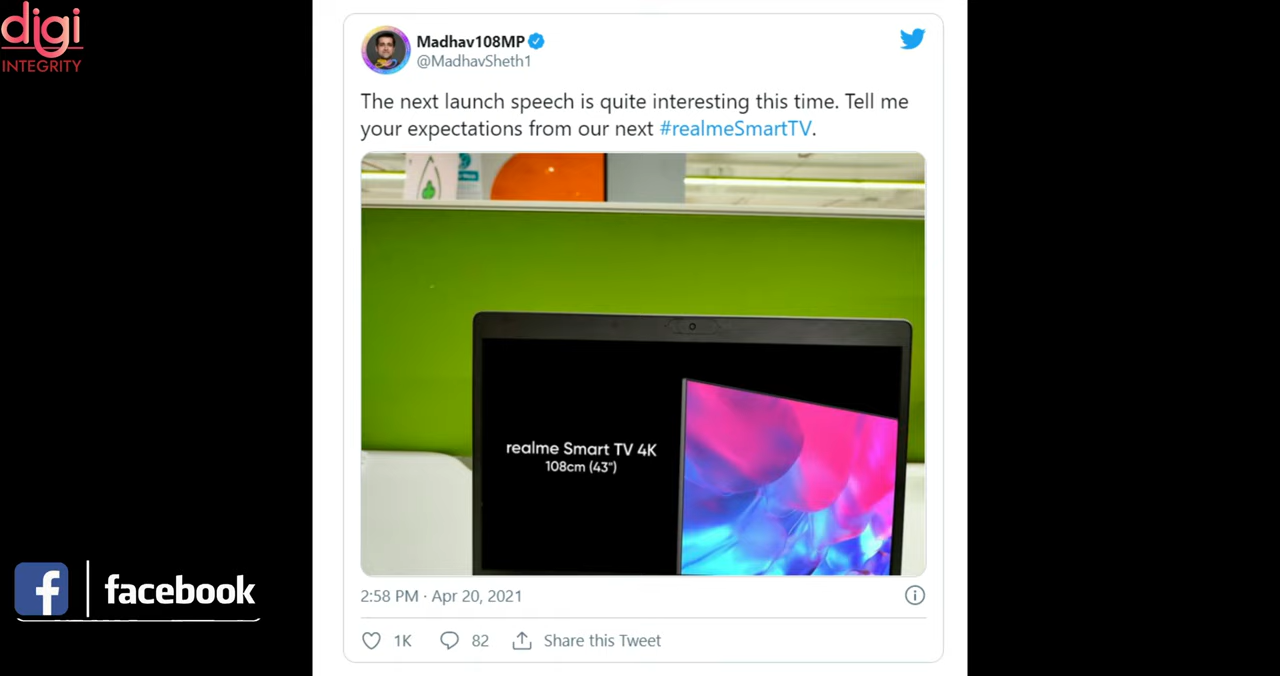 digi
INTEGRITY
Madhav108MP
@MadhavSheth1
The next launch speech is quite interesting this time. Tell me
your expectations from our next #realmeSmartTV.
realme Smart TV 4K
108cm (43")
2:58 PM · Apr 20, 2021
1K
82
Share this Tweet
f
facebook